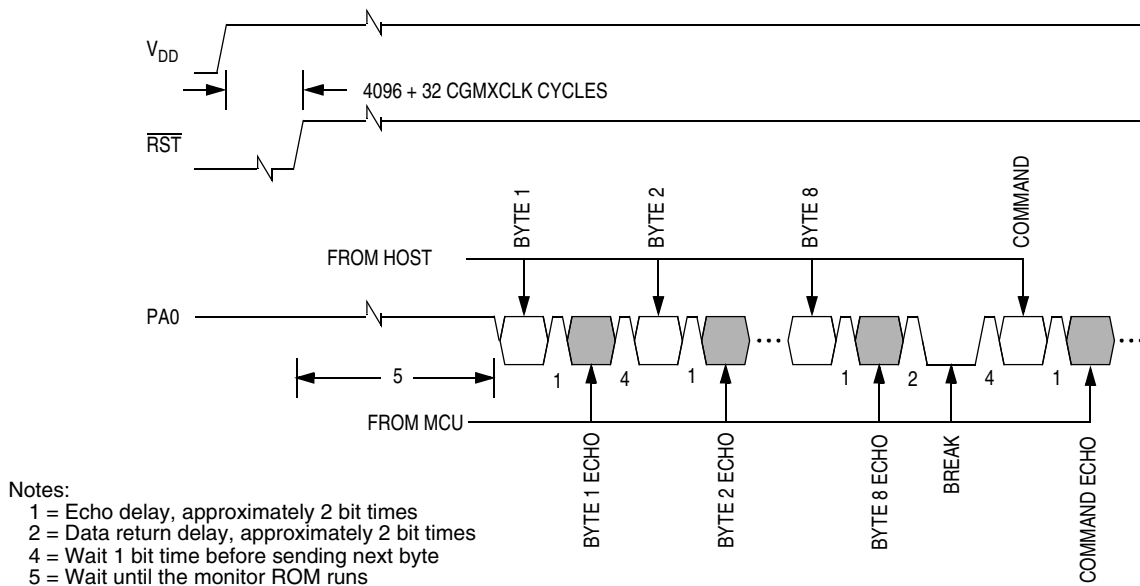 VDD
4096 + 32 CGMXCLK CYCLES
RST
BYTE 1
BYTE 2
BYTE 8
COMMAND
FROM HOST
PA0
5
1
4
1
1
2
4
1
FROM MCU
BYTE 1 ECHO
BYTE 2 ECHO
BYTE 8 ECHO
BREAK
COMMAND ECHO
Notes:
1 = Echo delay, approximately 2 bit times
2 = Data return delay, approximately 2 bit times
4 = Wait 1 bit time before sending next byte
5 = Wait until the monitor ROM runs